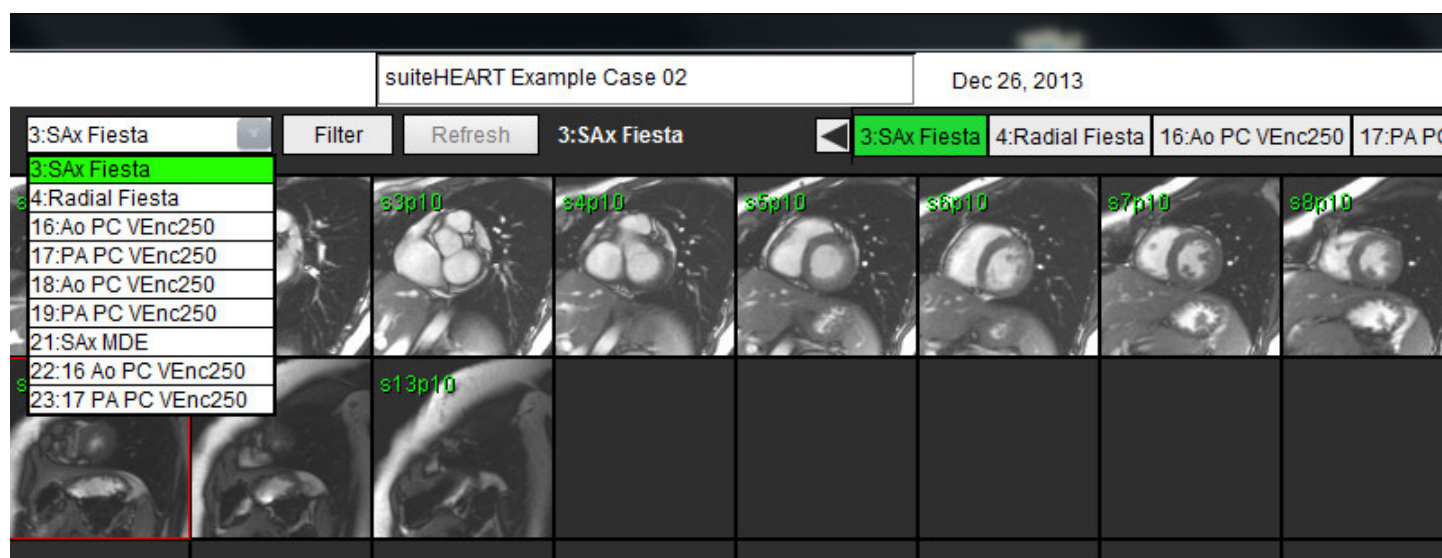 suiteHEART Example Case 02 Dec 26, 2013
3:SAx Fiesta Filter Refresh 3:SAx Fiesta 3:SAx Fiesta 4:Radial Fiesta 16:Ao PC VEnc250 17:PA P
3:SAx Fiesta
4:Radial Fiesta
16:Ao PC VEnc250
17:PA PC VEnc250
18:Ao PC VEnc250
19:PA PC VEnc250
21:SAx MDE
22:16 Ao PC VEnc250
23:17 PA PC VEnc250
s3p10 s4p10 s5p10 s6p10 s7p10 s8p10
s13p10